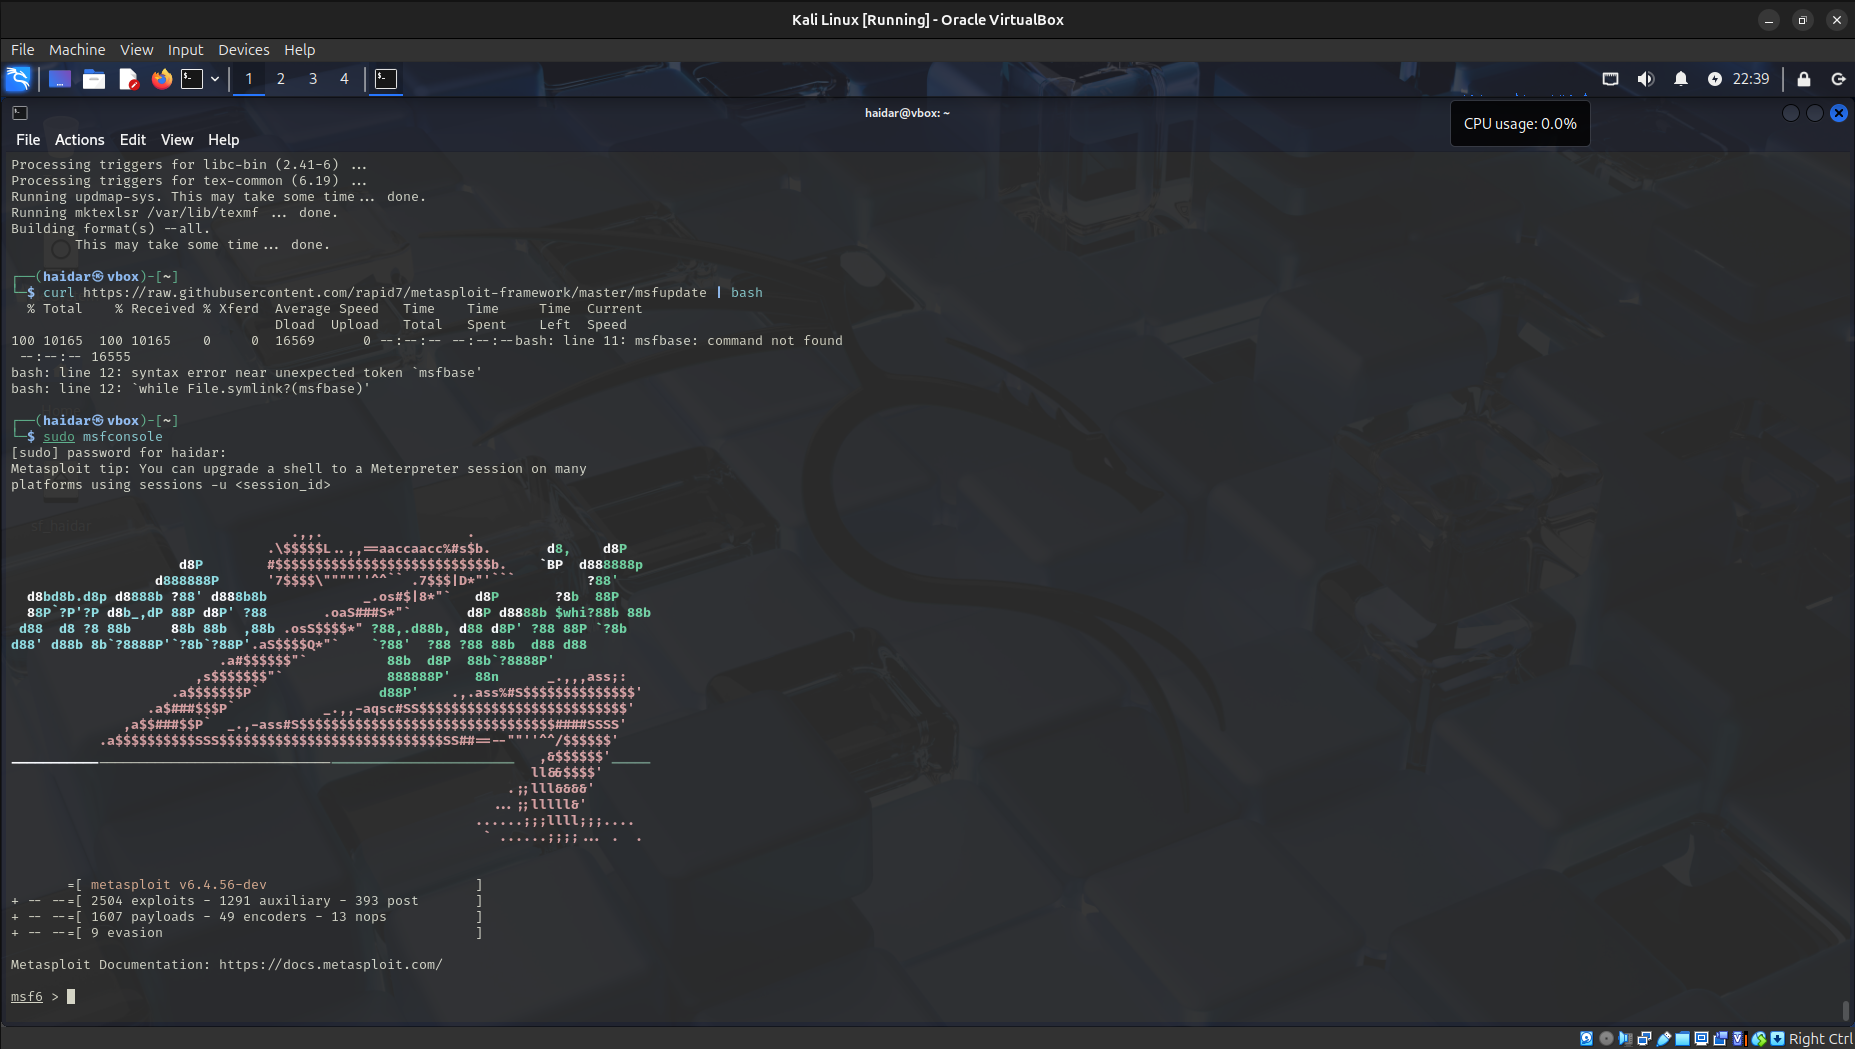 Kali Linux [Running] - Oracle VirtualBox
File Machine View Input Devices Help
1 2 3 4 22:39
haidar@vbox: ~
CPU usage: 0.0%
File Actions Edit View Help
Processing triggers for libc-bin (2.41-6) ...
Processing triggers for tex-common (6.19) ...
Running updmap-sys. This may take some time... done.
Running mktexlsr /var/lib/texmf ... done.
Building format(s) --all.
        This may take some time... done.
┌──(haidar㉿vbox)-[~]
└─$ curl https://raw.githubusercontent.com/rapid7/metasploit-framework/master/msfupdate | bash
  % Total    % Received % Xferd  Average Speed   Time    Time     Time  Current
                                 Dload  Upload   Total   Spent    Left  Speed
100 10165  100 10165    0     0  16569      0 --:--:-- --:--:--bash: line 11: msfbase: command not found
 --:--:-- 16555
bash: line 12: syntax error near unexpected token `msfbase'
bash: line 12: `while File.symlink?(msfbase)'
┌──(haidar㉿vbox)-[~]
└─$ sudo msfconsole
[sudo] password for haidar:
Metasploit tip: You can upgrade a shell to a Meterpreter session on many
platforms using sessions -u <session_id>
sf_haidar
       =[ metasploit v6.4.56-dev                          ]
+ -- --=[ 2504 exploits - 1291 auxiliary - 393 post       ]
+ -- --=[ 1607 payloads - 49 encoders - 13 nops           ]
+ -- --=[ 9 evasion                                       ]
Metasploit Documentation: https://docs.metasploit.com/
msf6 >
Right Ctrl